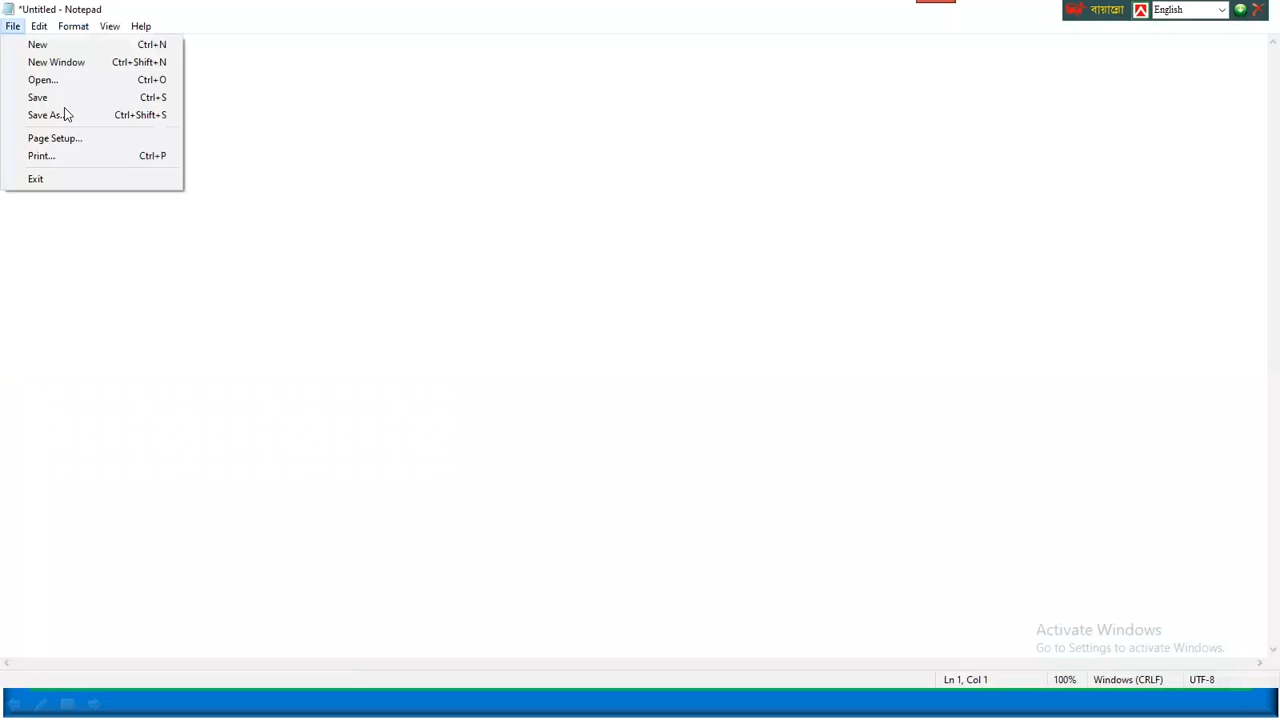 *Untitled - Notepad
বায়ান্নো English
File Edit Format View Help
New Ctrl+N
New Window Ctrl+Shift+N
Open... Ctrl+O
Save Ctrl+S
Save As... Ctrl+Shift+S
Page Setup...
Print... Ctrl+P
Exit
Activate Windows
Go to Settings to activate Windows.
Ln 1, Col 1 100% Windows (CRLF) UTF-8